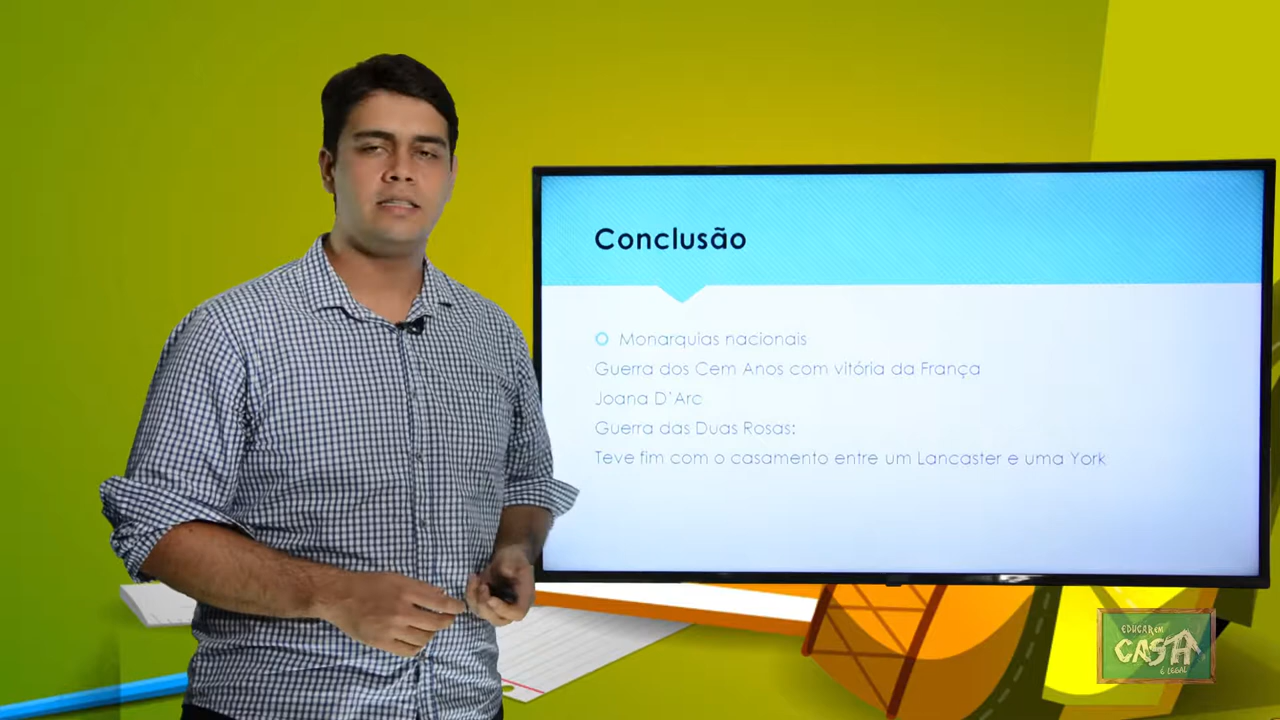 Conclusão
Monarquias nacionais
Guerra dos Cem Anos com vitória da França
Joana D'Arc
Guerra das Duas Rosas:
Teve fim com o casamento entre um Lancaster e uma York
EDUCAR EM
CASA
É LEGAL